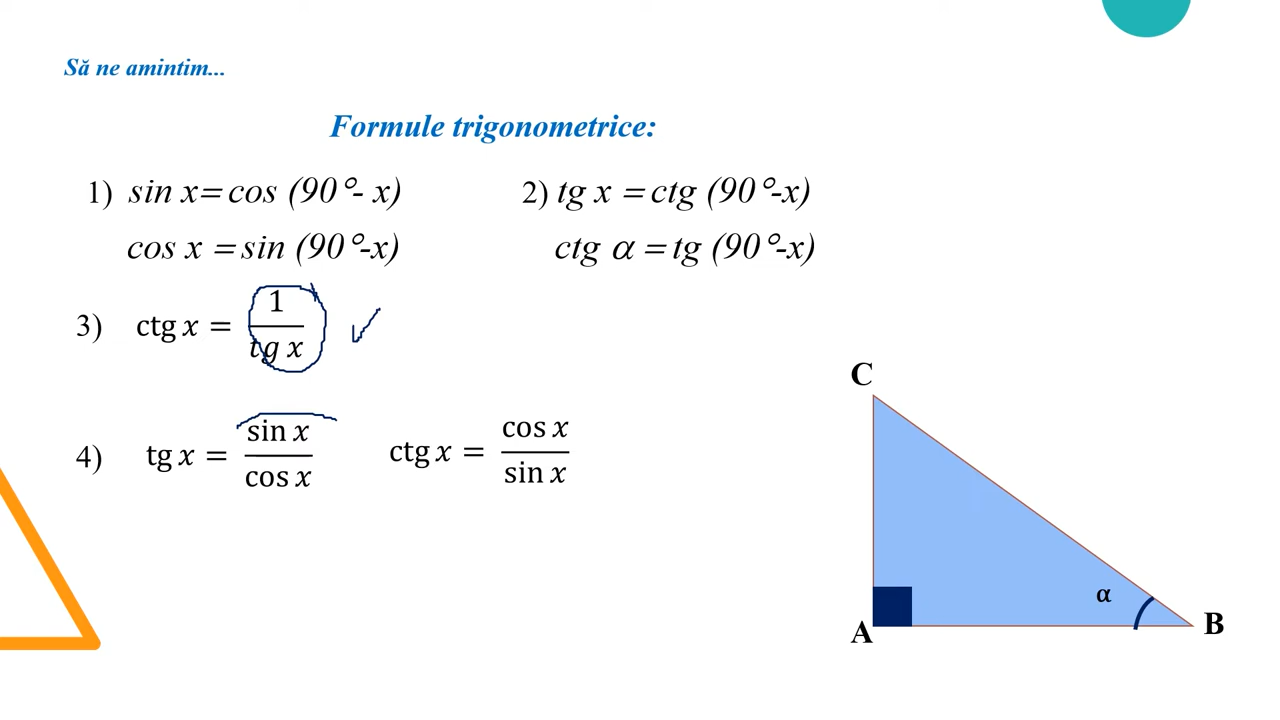 Să ne amintim...
Formule trigonometrice:
1) sin x= cos (90°- x)
2) tg x = ctg (90°-x)
cos x = sin (90°-x)
ctg α = tg (90°-x)
3) ctg x = 1/tg x
4) tg x = sin x/cos x
ctg x = cos x/sin x
C
α
A
B